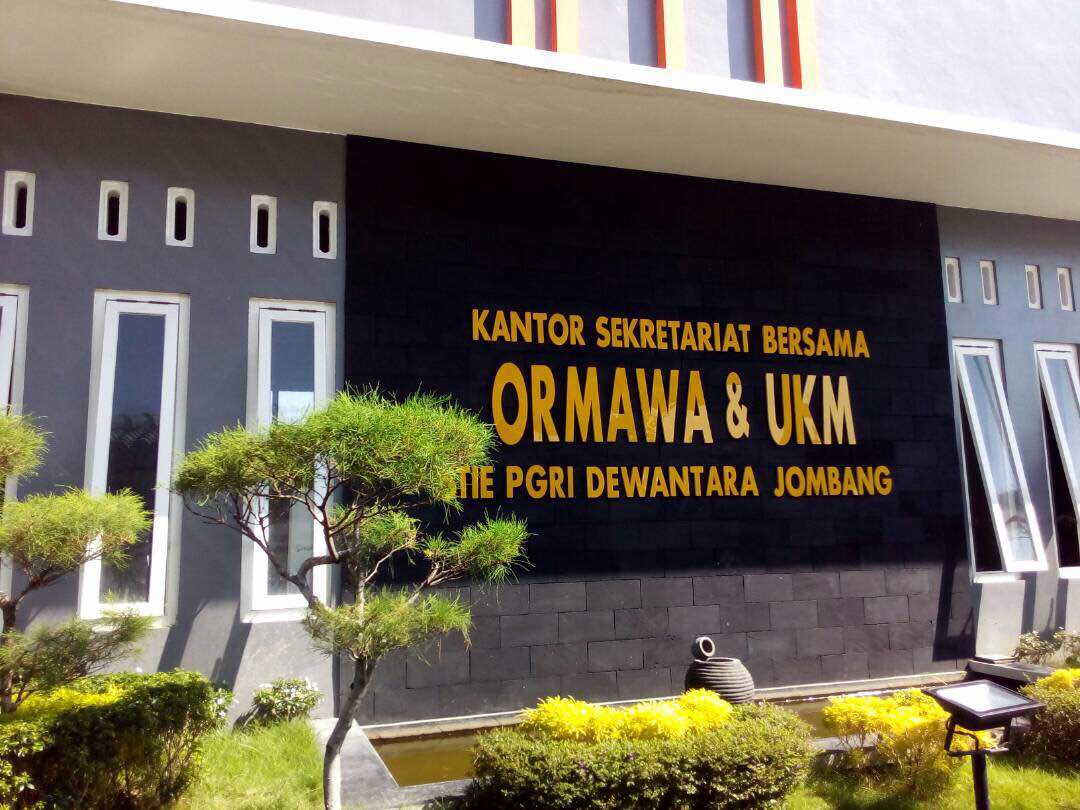 KANTOR SEKRETARIAT BERSAMA
ORMAWA & UKM
TIE PGRI DEWANTARA JOMBANG